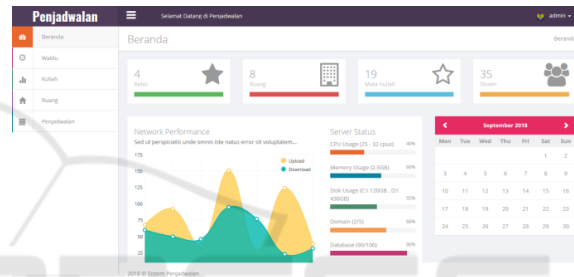 Penjadwalan
Selamat Datang di Penjadwalan
admin
Beranda
Waktu
Kuliah
Ruang
Penjadwalan
Beranda
Beranda
4
Kelas
8
Ruang
19
Mata Kuliah
35
Dosen
Network Performance
Sed ut perspiciatis unde omnis iste natus error sit voluptatem...
175
150
125
100
75
50
25
Upload
Download
Server Status
CPU Usage (25 - 32 cpus) 40%
Memory Usage (2.5GB) 60%
Disk Usage (C:\ 120GB , D:\
430GB) 55%
Domain (2/5) 66%
Database (90/100) 90%
September 2018
Mon Tue Wed Thu Fri Sat Sun
1 2
3 4 5 6 7 8 9
10 11 12 13 14 15 16
17 18 19 20 21 22 23
24 25 26 27 28 29 30
2018 © Sistem Penjadwalan